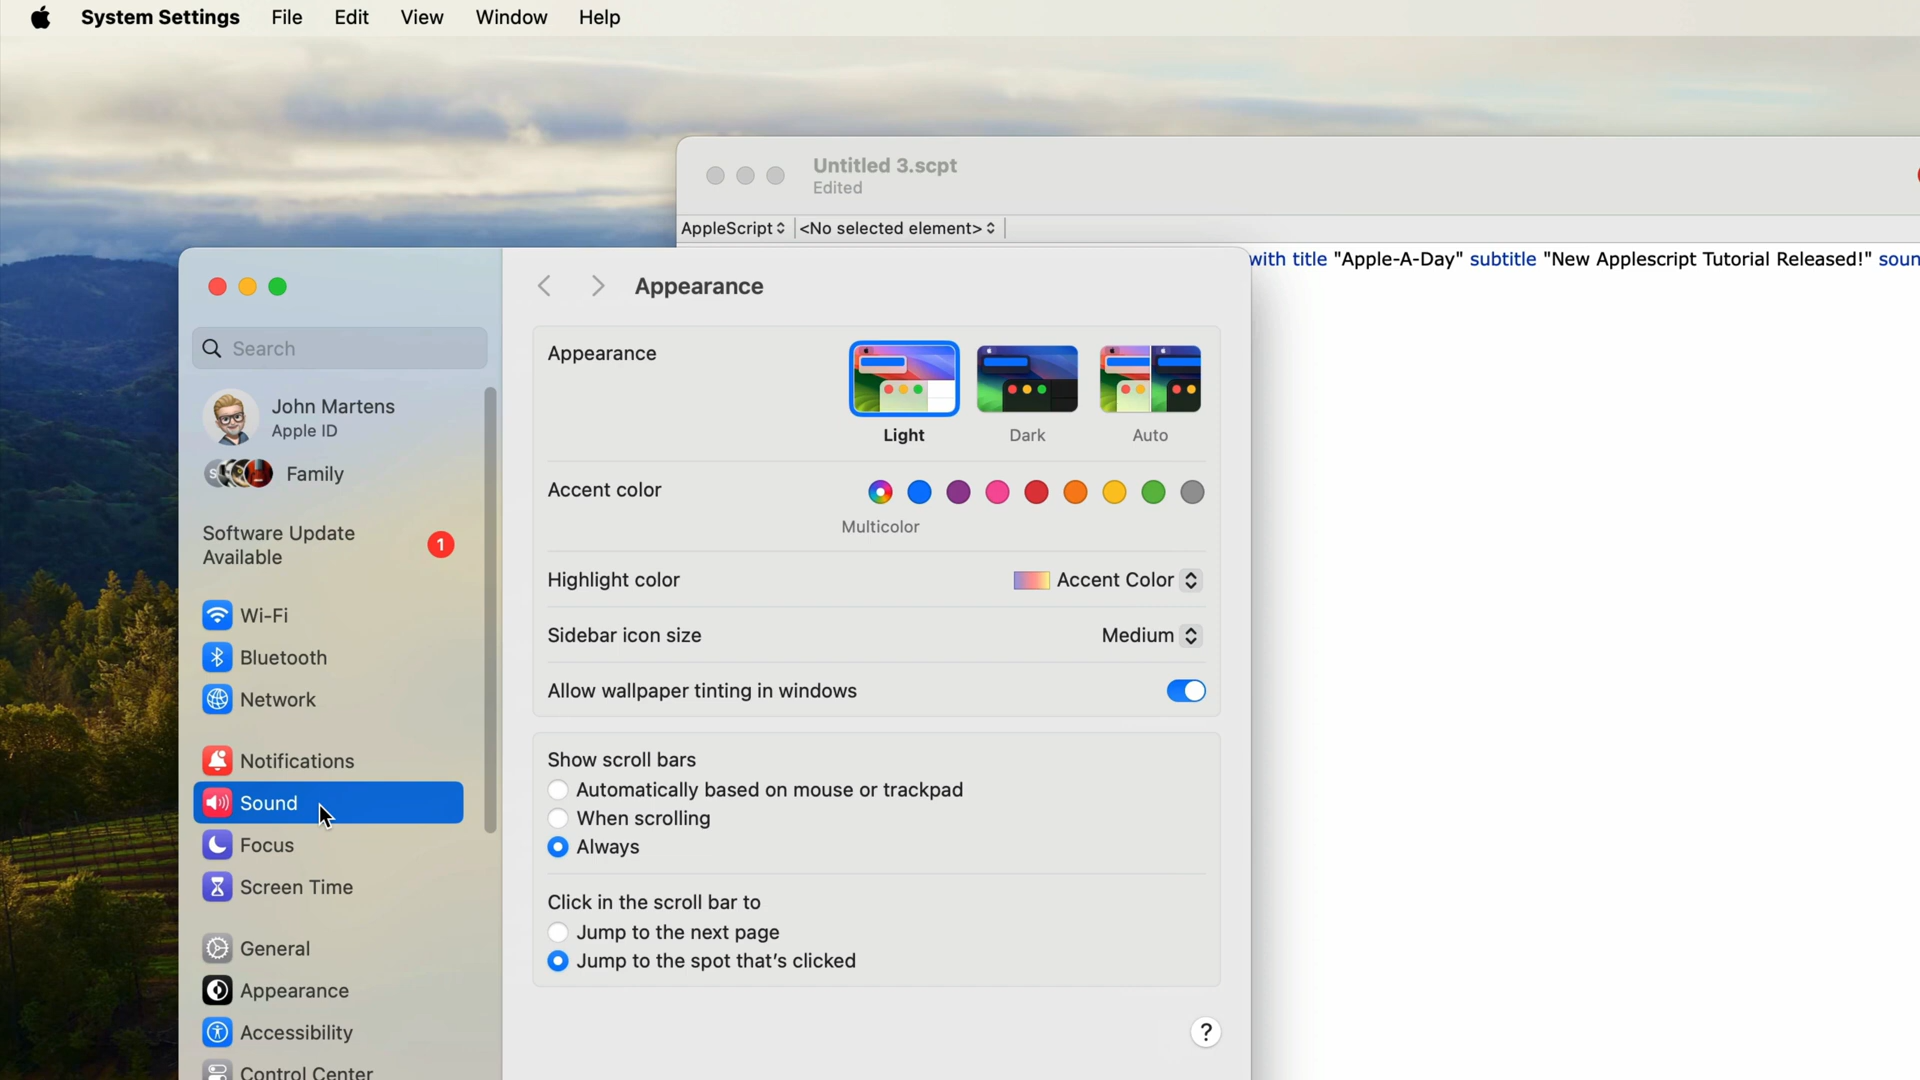 System Settings File Edit View Window Help
Untitled 3.scpt
Edited
AppleScript <No selected element>
with title "Apple-A-Day" subtitle "New Applescript Tutorial Released!" soun
Appearance
Search
John Martens
Apple ID
Family
Software Update
Available
1
Wi-Fi
Bluetooth
Network
Notifications
Sound
Focus
Screen Time
General
Appearance
Accessibility
Control Center
Appearance
Light Dark Auto
Accent color
Multicolor
Highlight color Accent Color
Sidebar icon size Medium
Allow wallpaper tinting in windows
Show scroll bars
Automatically based on mouse or trackpad
When scrolling
Always
Click in the scroll bar to
Jump to the next page
Jump to the spot that's clicked
?